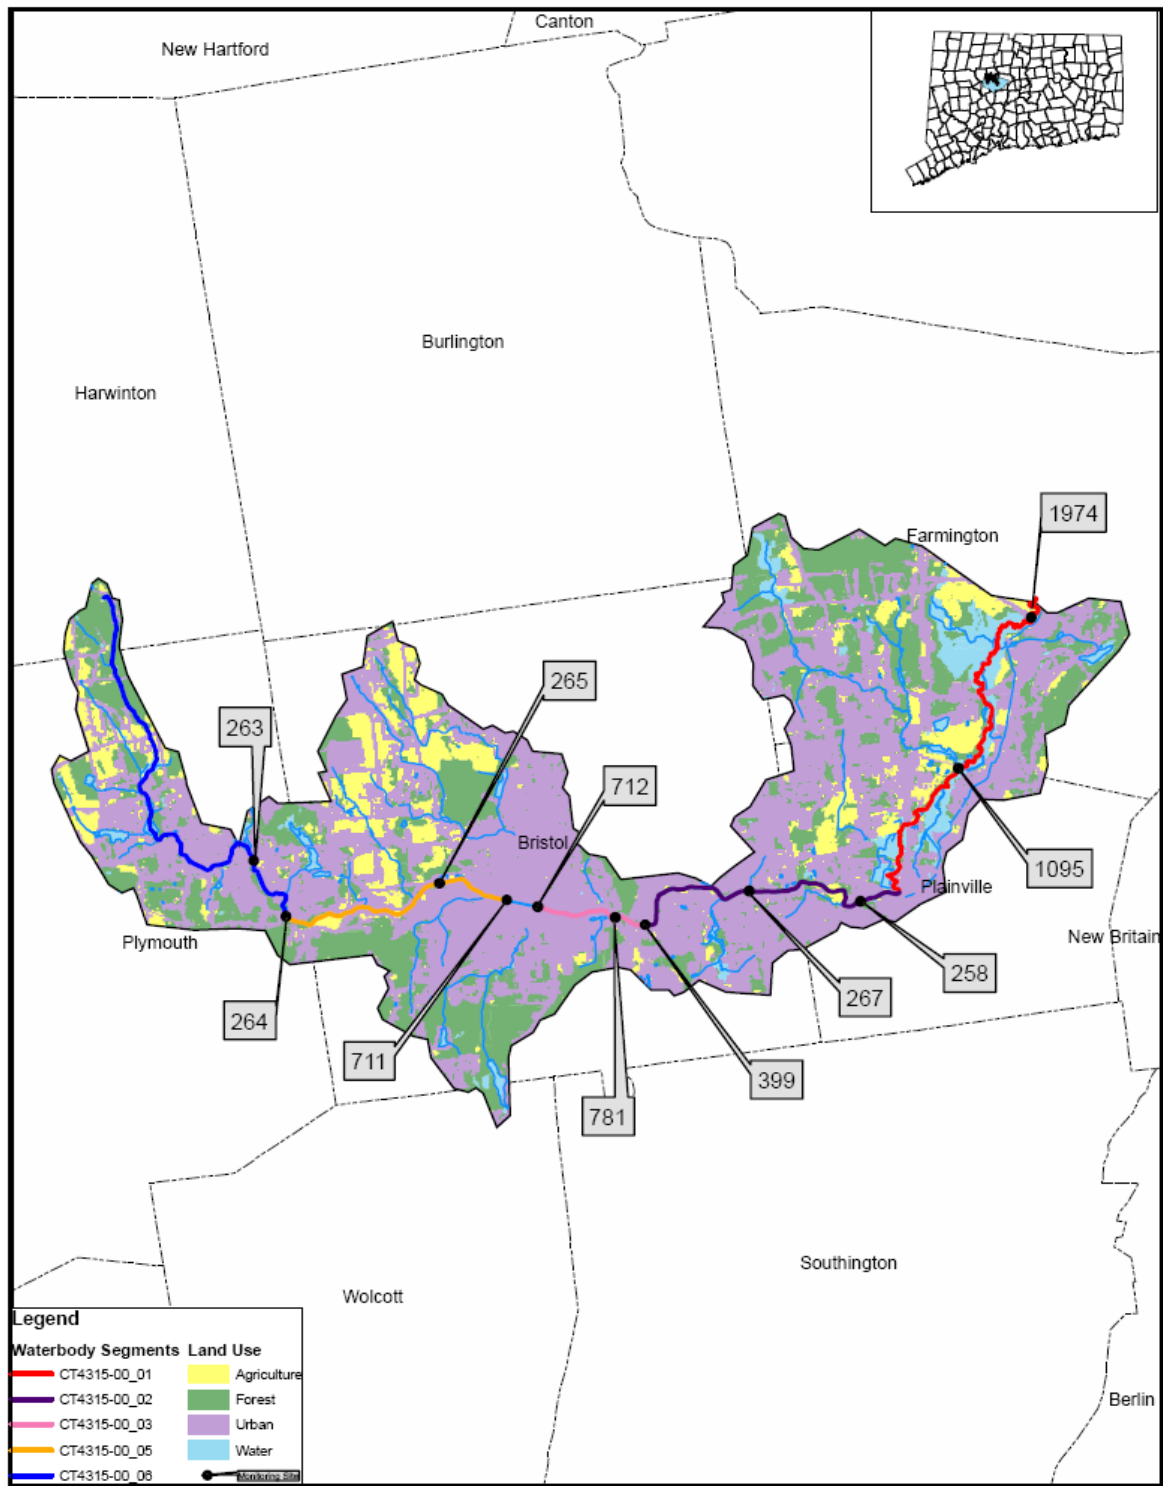 Canton
New Hartford
Burlington
Harwinton
1974
Farmington
265
263
712
Bristol
1095
Plainville
Plymouth
New Britain
258
267
264
711
399
781
Southington
Wolcott
Berlin
Legend
Waterbody Segments Land Use
CT4315-00_01 Agriculture
CT4315-00_02 Forest
CT4315-00_03 Urban
CT4315-00_05 Water
CT4315-00_06 Monitoring Site